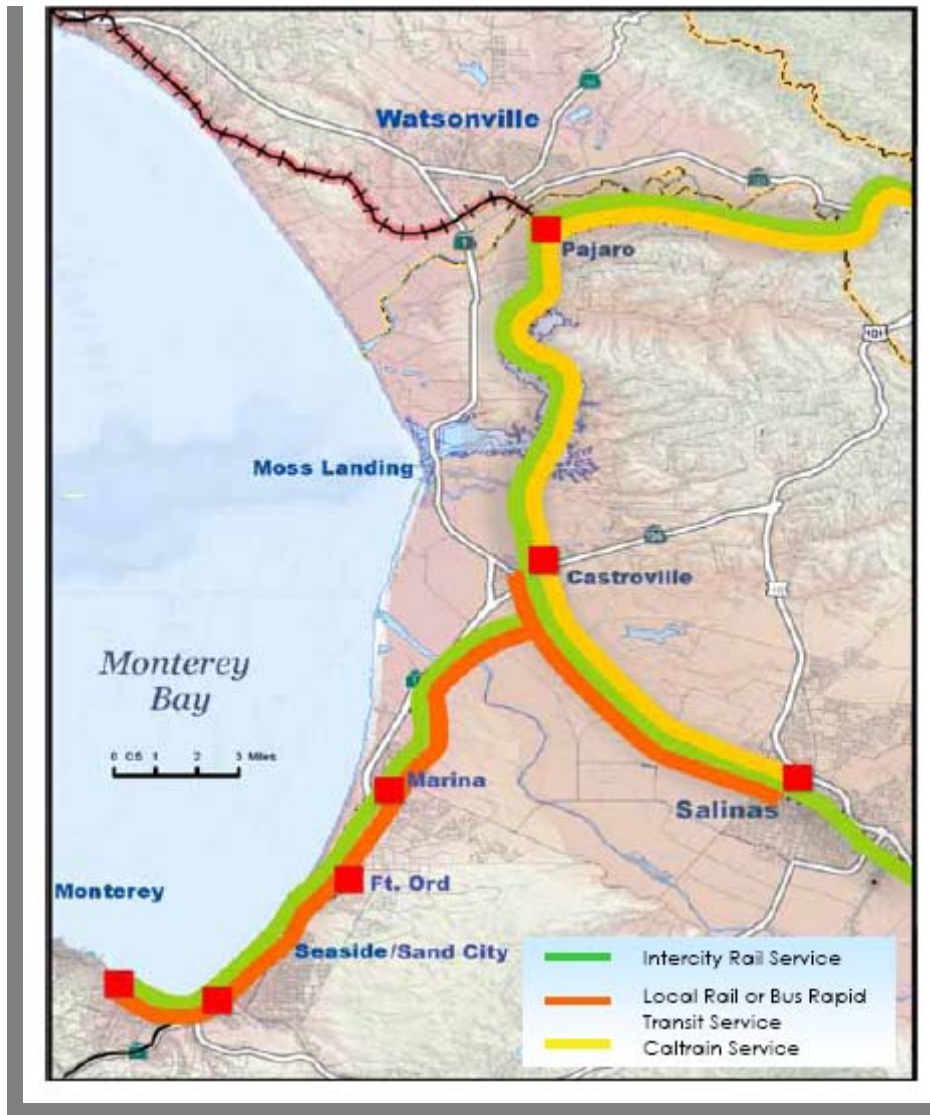 Watsonville
Pajaro
1
101
Moss Landing
Castroville
Monterey
Bay
0 0.5 1 2 3 Miles
Marina
Salinas
Ft. Ord
Monterey
Seaside/Sand City
Intercity Rail Service
Local Rail or Bus Rapid
Transit Service
Caltrain Service